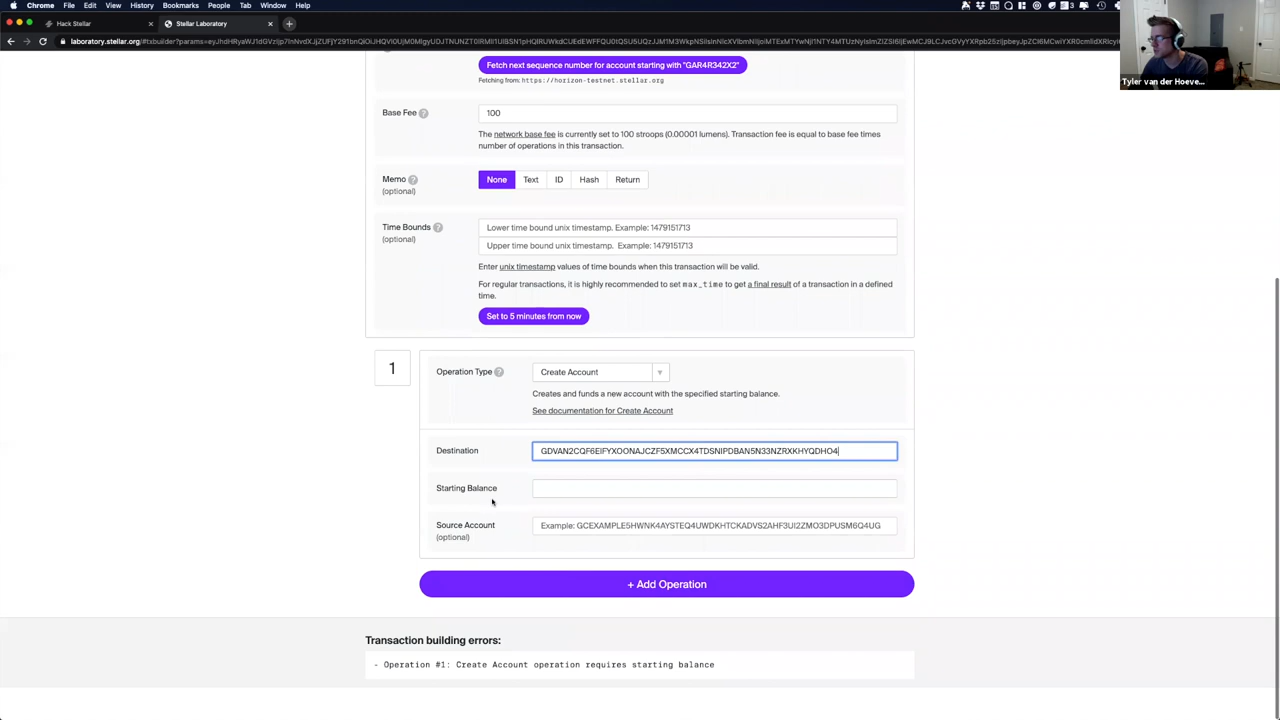 Chrome File Edit View History Bookmarks People Tab Window Help
Hack Stellar
Stellar Laboratory
Tyler van der Hoeve...
Fetch next sequence number for account starting with "GAR4R342X2"
Fetching from: https://horizon-testnet.stellar.org
Base Fee
100
The network base fee is currently set to 100 stroops (0.00001 lumens). Transaction fee is equal to base fee times
number of operations in this transaction.
Memo
(optional)
None Text ID Hash Return
Time Bounds
(optional)
Lower time bound unix timestamp. Example: 1479151713
Upper time bound unix timestamp. Example: 1479151713
Enter unix timestamp values of time bounds when this transaction will be valid.
For regular transactions, it is highly recommended to set max_time to get a final result of a transaction in a defined
time.
Set to 5 minutes from now
1
Operation Type
Create Account
Creates and funds a new account with the specified starting balance.
See documentation for Create Account
Destination
GDVAN2CQF6EIFYXOONAJCZF5XMCCX4TDSNIPDBAN5N33NZRXKHYQDHO4
Starting Balance
Source Account
(optional)
Example: GCEXAMPLE5HWNK4AYSTEQ4UWDKHTCKADVS2AHF3UI2ZMO3DPUSM6Q4UG
+ Add Operation
Transaction building errors:
- Operation #1: Create Account operation requires starting balance